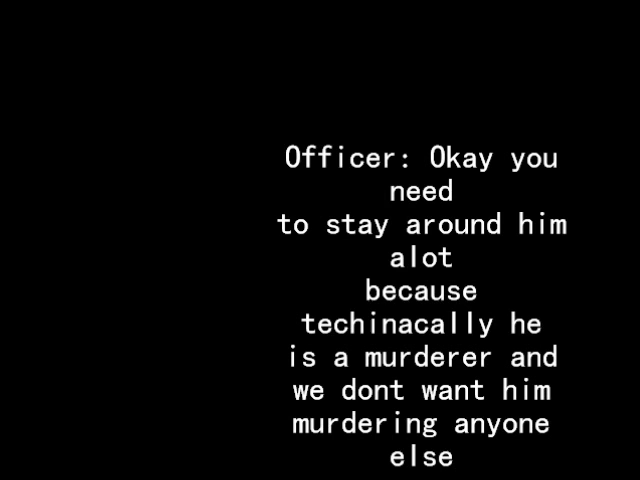 Officer: Okay you
need
to stay around him
alot
because
techinacally he
is a murderer and
we dont want him
murdering anyone
else